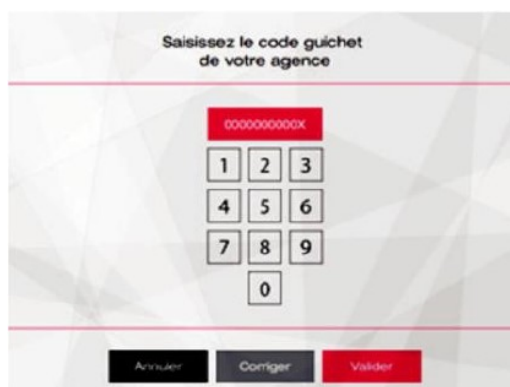 Saisissez le code guichet
de votre agence
0000000000X
1 2 3
4 5 6
7 8 9
0
Annuler Corriger Valider